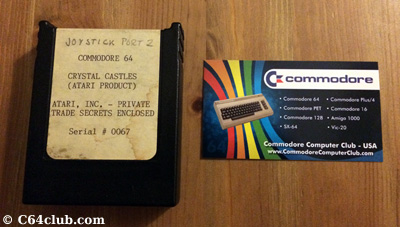 JOYSTICK PORT 2
COMMODORE 64
CRYSTAL CASTLES
(ATARI PRODUCT)
ATARI, INC. - PRIVATE
TRADE SECRETS ENCLOSED
Serial # 0067
commodore
• Commodore 64
• Commodore PET
• Commodore 128
• SX-64
• Commodore Plus/4
• Commodore 16
• Amiga 1000
• Vic-20
Commodore Computer Club - USA
www.CommodoreComputerClub.com
© C64club.com